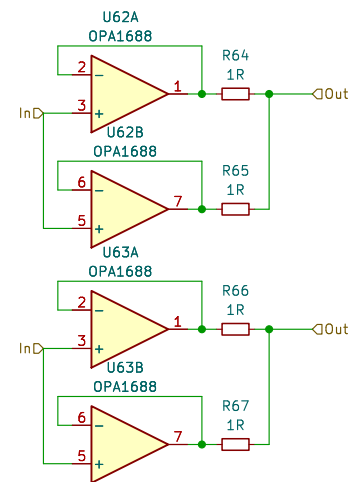 U62A
OPA1688
2
−
1
R64
1R
Out
In
3
+
U62B
OPA1688
R65
1R
6
−
7
5
+
U63A
OPA1688
2
−
1
R66
1R
Out
In
3
+
U63B
OPA1688
R67
1R
6
−
7
5
+